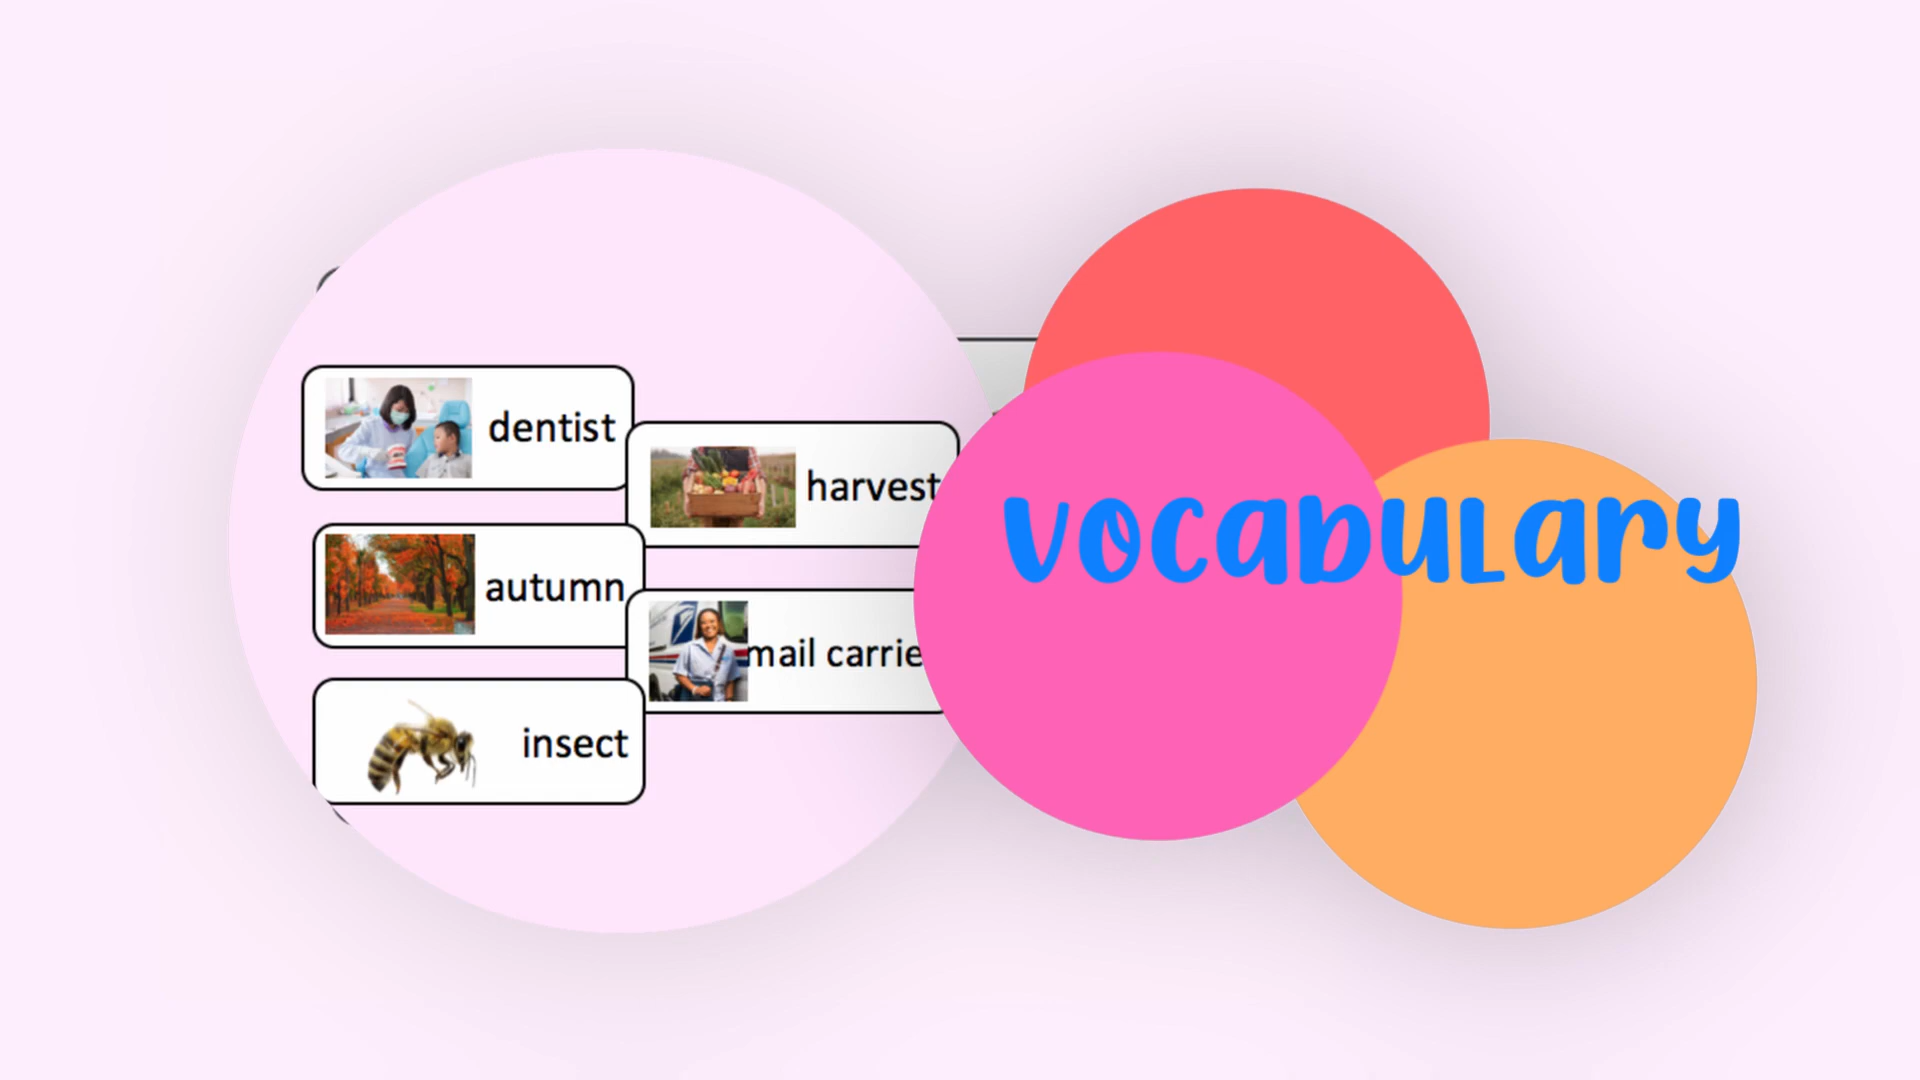 dentist
harvest
autumn
mail carrie
insect
vocabulary